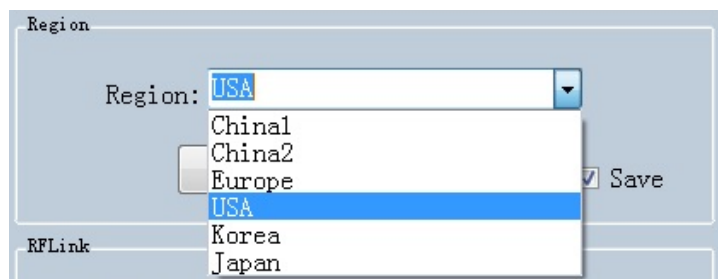 Region
Region: USA
China1
China2
Europe
Save
USA
Korea
RFLink
Japan